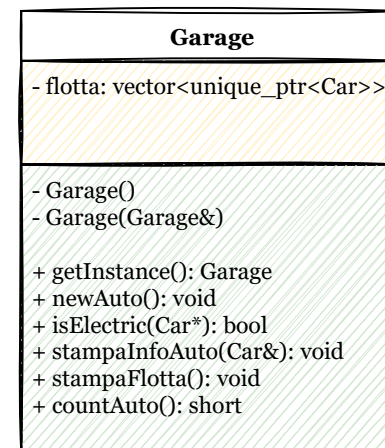 Garage
- flotta: vector<unique_ptr<Car>>
- Garage()
- Garage(Garage&)
+ getInstance(): Garage
+ newAuto(): void
+ isElectric(Car*): bool
+ stampaInfoAuto(Car&): void
+ stampaFlotta(): void
+ countAuto(): short